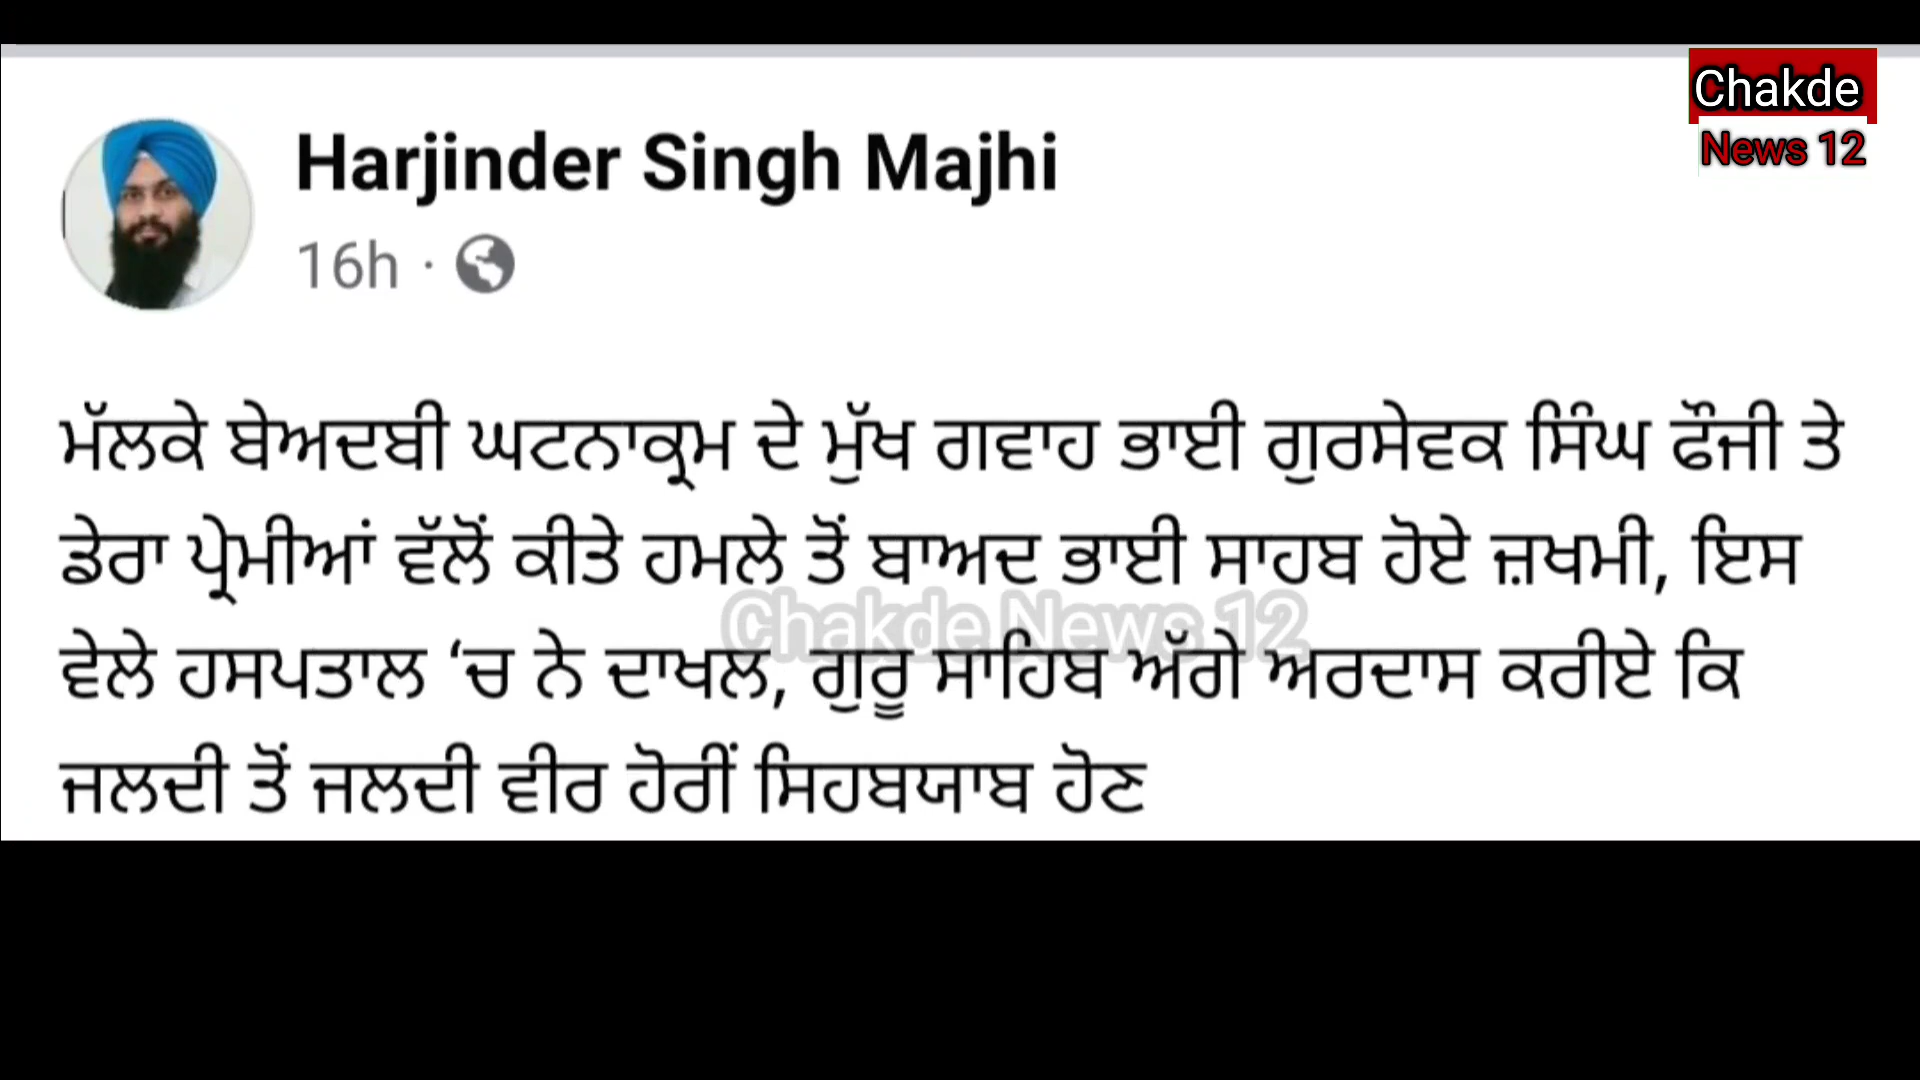 Chakde
News 12
Harjinder Singh Majhi
16h ·
ਮੱਲਕੇ ਬੇਅਦਬੀ ਘਟਨਾਕ੍ਰਮ ਦੇ ਮੁੱਖ ਗਵਾਹ ਭਾਈ ਗੁਰਸੇਵਕ ਸਿੰਘ ਫੌਜੀ ਤੇ
ਡੇਰਾ ਪ੍ਰੇਮੀਆਂ ਵੱਲੋਂ ਕੀਤੇ ਹਮਲੇ ਤੋਂ ਬਾਅਦ ਭਾਈ ਸਾਹਬ ਹੋਏ ਜ਼ਖਮੀ, ਇਸ
Chakde News 12
ਵੇਲੇ ਹਸਪਤਾਲ ‘ਚ ਨੇ ਦਾਖਲ, ਗੁਰੂ ਸਾਹਿਬ ਅੱਗੇ ਅਰਦਾਸ ਕਰੀਏ ਕਿ
ਜਲਦੀ ਤੋਂ ਜਲਦੀ ਵੀਰ ਹੋਰੀਂ ਸਿਹਬਯਾਬ ਹੋਣ